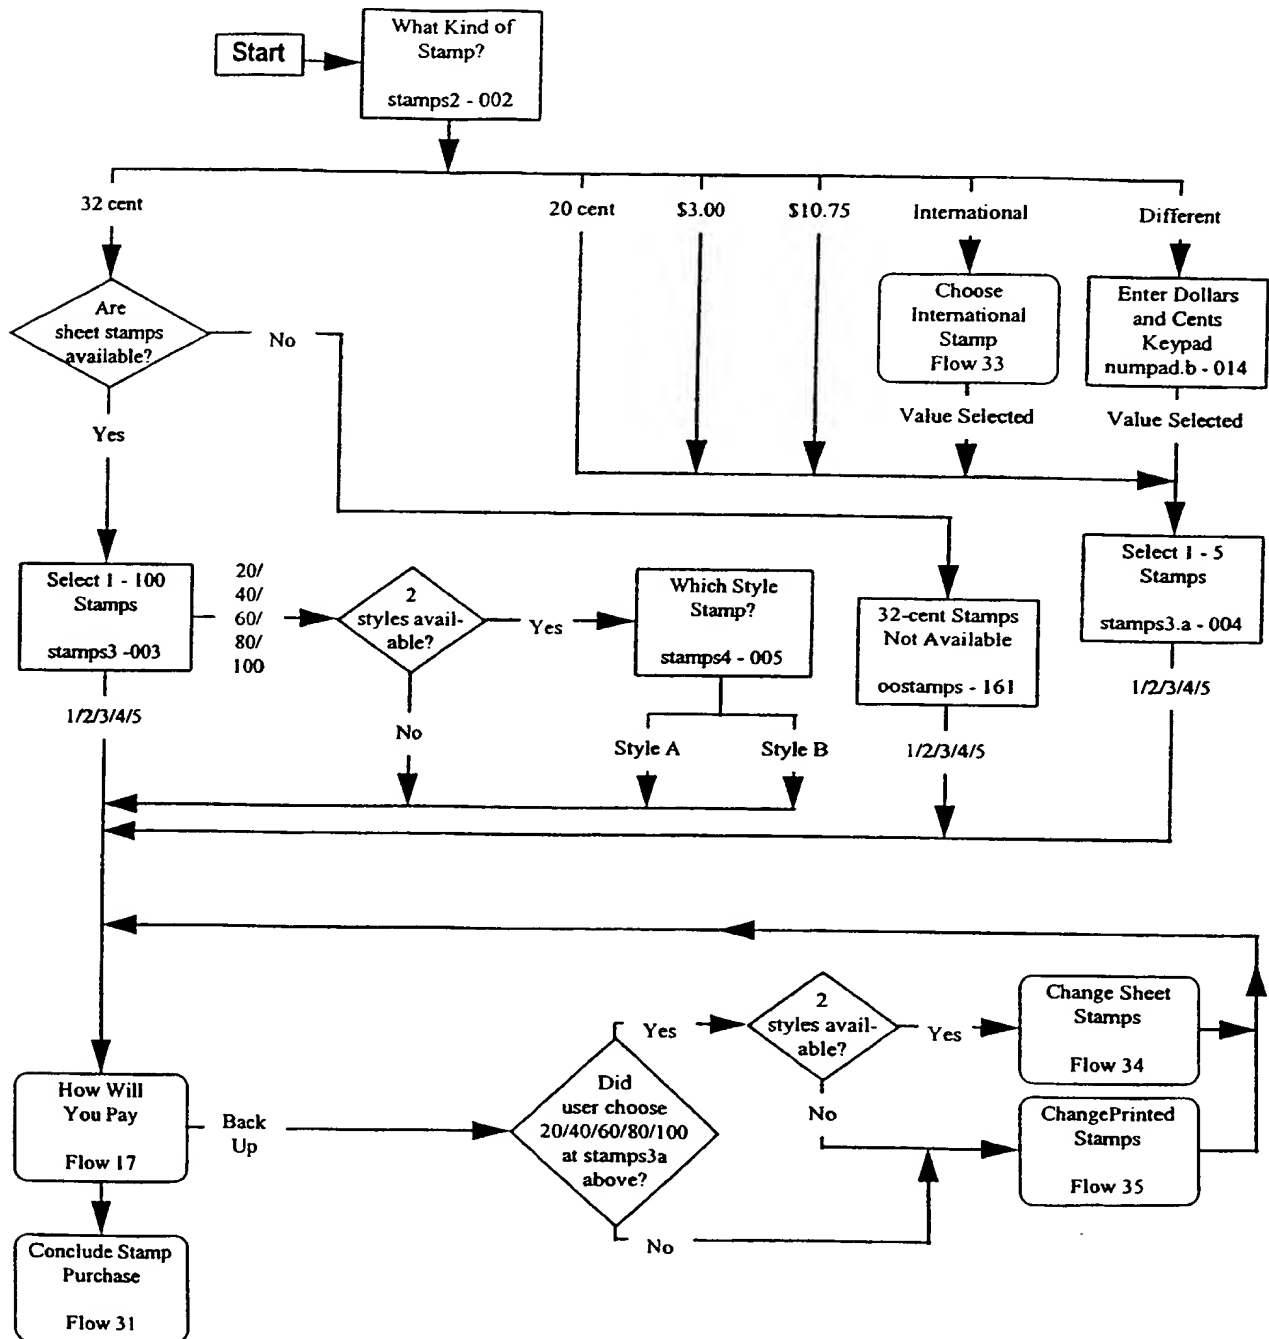 Start
What Kind of
Stamp?
stamps2 - 002
32 cent
20 cent
$3.00
$10.75
International
Different
Are
sheet stamps
available?
No
Yes
Choose
International
Stamp
Flow 33
Value Selected
Enter Dollars
and Cents
Keypad
numpad.b - 014
Value Selected
Select 1 - 100
Stamps
stamps3 -003
20/
40/
60/
80/
100
2
styles avail-
able?
Yes
No
Which Style
Stamp?
stamps4 - 005
Style A
Style B
32-cent Stamps
Not Available
oostamps - 161
1/2/3/4/5
Select 1 - 5
Stamps
stamps3.a - 004
1/2/3/4/5
1/2/3/4/5
How Will
You Pay
Flow 17
Back
Up
Did
user choose
20/40/60/80/100
at stamps3a
above?
Yes
No
2
styles avail-
able?
Yes
No
Change Sheet
Stamps
Flow 34
ChangePrinted
Stamps
Flow 35
Conclude Stamp
Purchase
Flow 31